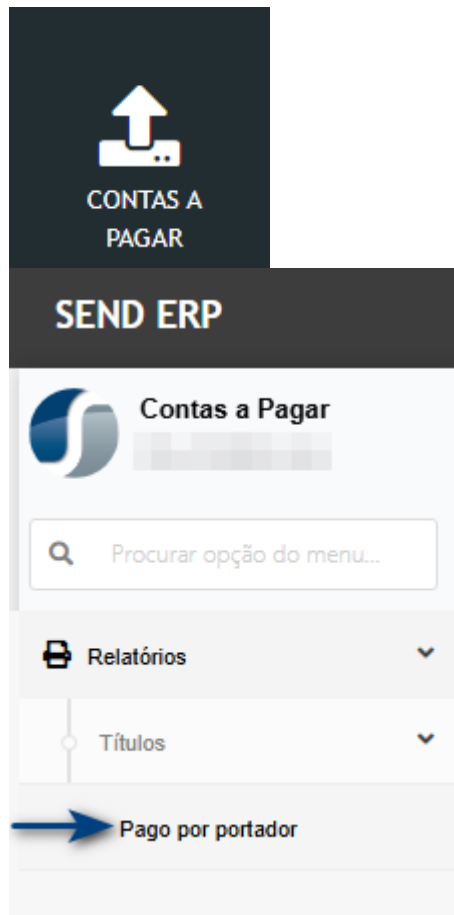 CONTAS A
PAGAR
SEND ERP
Contas a Pagar
Procurar opção do menu...
Relatórios
Títulos
Pago por portador